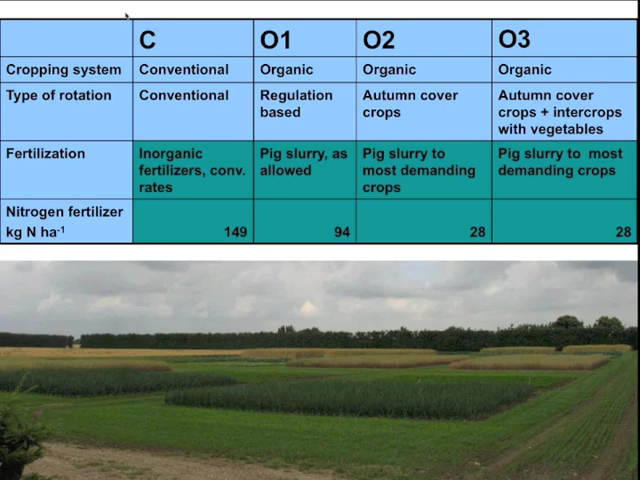 C O1 O2 O3
Cropping system Conventional Organic Organic Organic
Type of rotation Conventional Regulation based Autumn cover crops Autumn cover crops + intercrops with vegetables
Fertilization Inorganic fertilizers, conv. rates Pig slurry, as allowed Pig slurry to most demanding crops Pig slurry to most demanding crops
Nitrogen fertilizer kg N ha-1 149 94 28 28